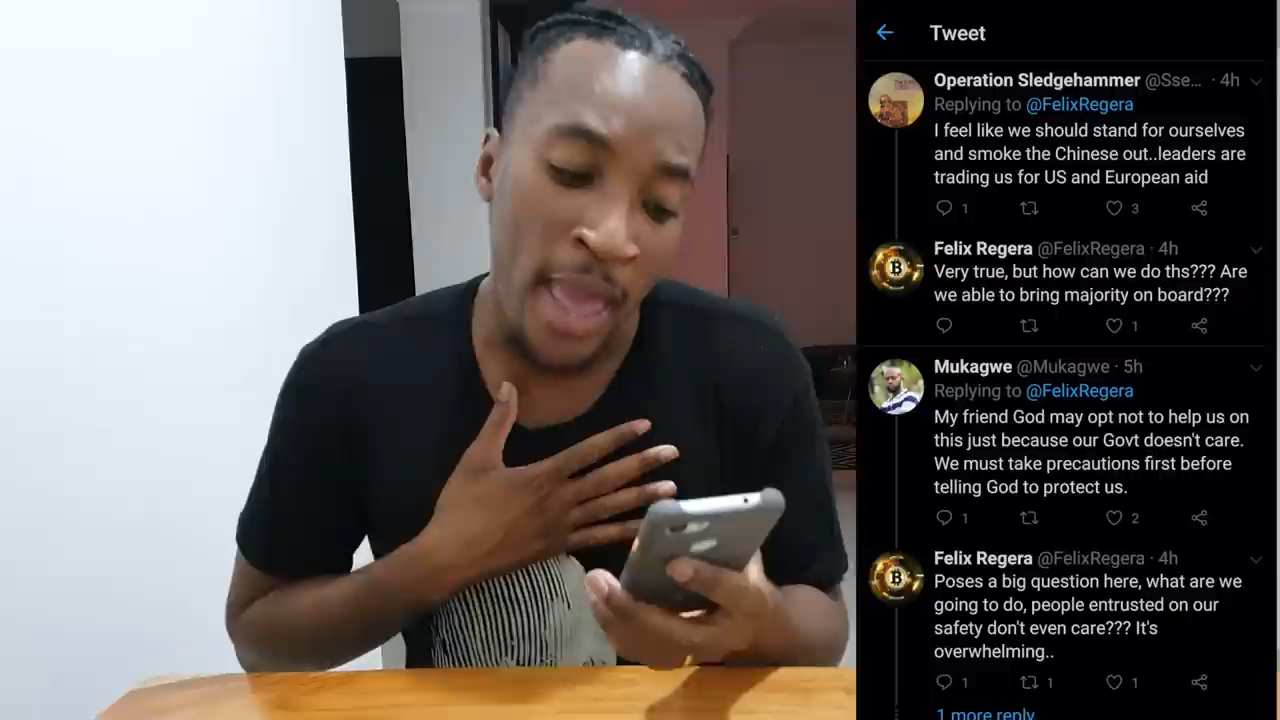 Tweet
Operation Sledgehammer @Sse... · 4h
Replying to @FelixRegera
I feel like we should stand for ourselves
and smoke the Chinese out..leaders are
trading us for US and European aid
1 3
Felix Regera @FelixRegera · 4h
Very true, but how can we do ths??? Are
we able to bring majority on board???
1
Mukagwe @Mukagwe · 5h
Replying to @FelixRegera
My friend God may opt not to help us on
this just because our Govt doesn't care.
We must take precautions first before
telling God to protect us.
1 2
Felix Regera @FelixRegera · 4h
Poses a big question here, what are we
going to do, people entrusted on our
safety don't even care??? It's
overwhelming..
1 1 1
1 more reply